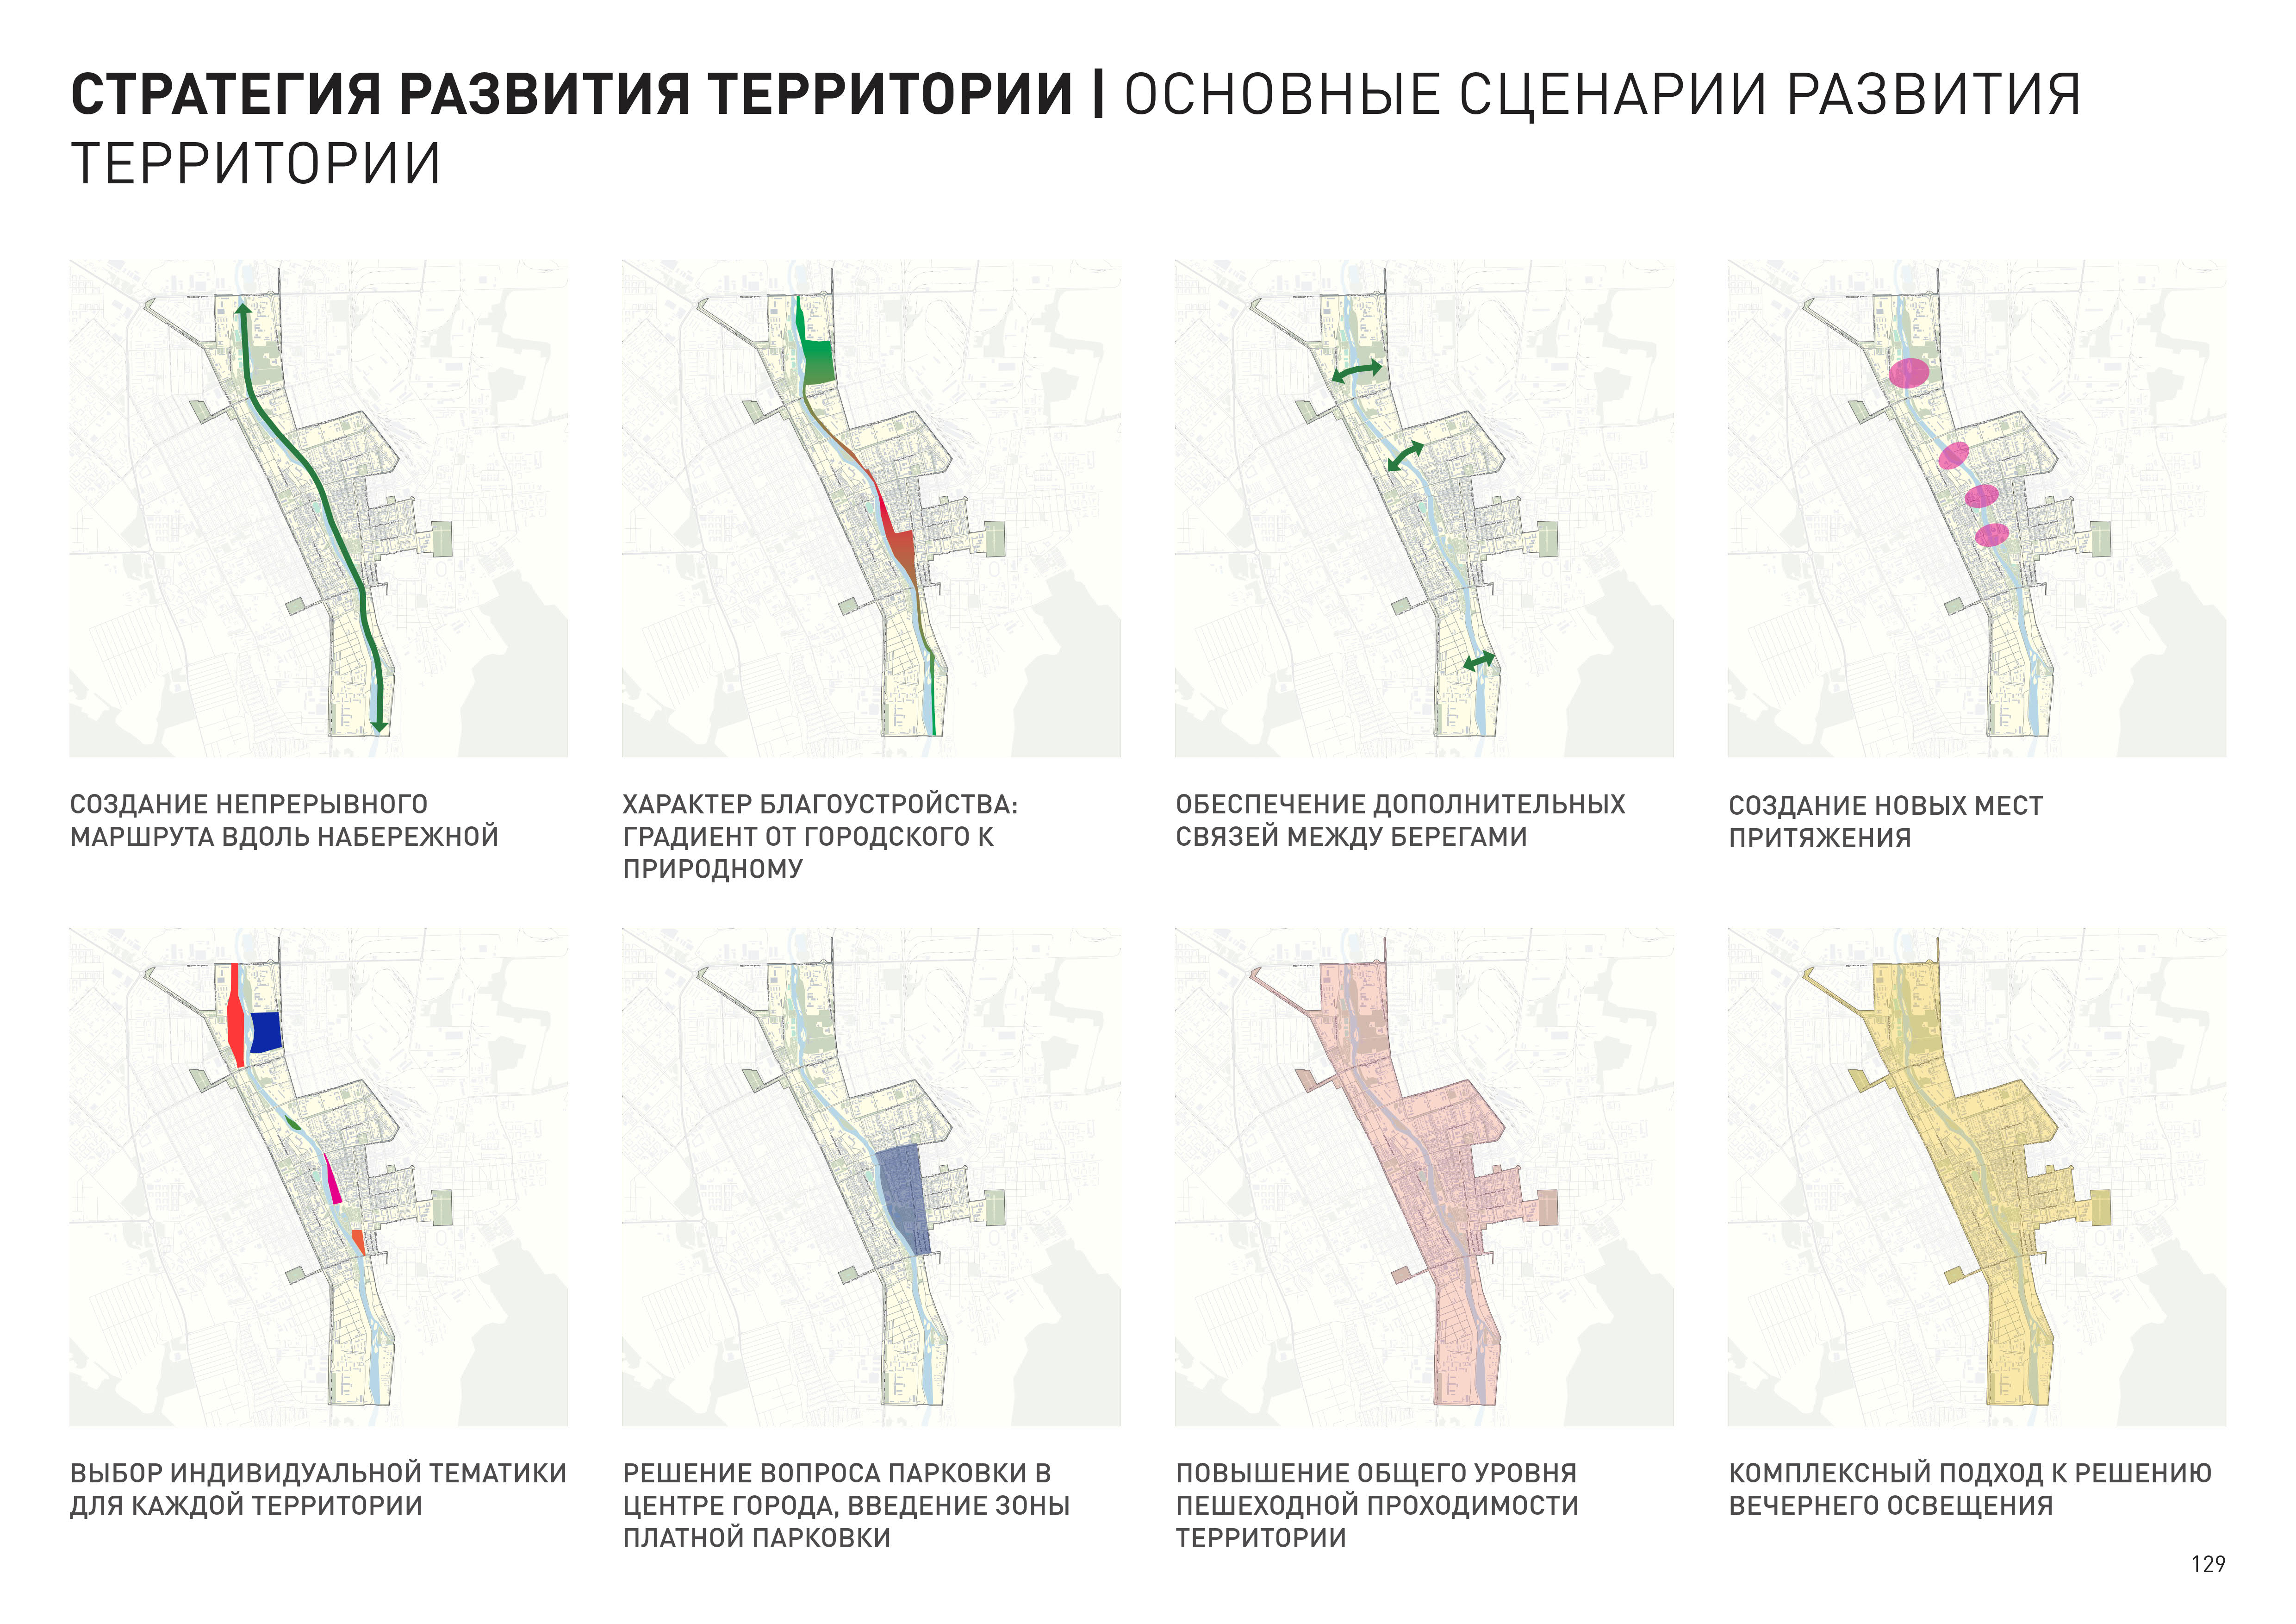 СТРАТЕГИЯ РАЗВИТИЯ ТЕРРИТОРИИ | ОСНОВНЫЕ СЦЕНАРИИ РАЗВИТИЯ
ТЕРРИТОРИИ
СОЗДАНИЕ НЕПРЕРЫВНОГО
МАРШРУТА ВДОЛЬ НАБЕРЕЖНОЙ
ХАРАКТЕР БЛАГОУСТРОЙСТВА:
ГРАДИЕНТ ОТ ГОРОДСКОГО К
ПРИРОДНОМУ
ОБЕСПЕЧЕНИЕ ДОПОЛНИТЕЛЬНЫХ
СВЯЗЕЙ МЕЖДУ БЕРЕГАМИ
СОЗДАНИЕ НОВЫХ МЕСТ
ПРИТЯЖЕНИЯ
ВЫБОР ИНДИВИДУАЛЬНОЙ ТЕМАТИКИ
ДЛЯ КАЖДОЙ ТЕРРИТОРИИ
РЕШЕНИЕ ВОПРОСА ПАРКОВКИ В
ЦЕНТРЕ ГОРОДА, ВВЕДЕНИЕ ЗОНЫ
ПЛАТНОЙ ПАРКОВКИ
ПОВЫШЕНИЕ ОБЩЕГО УРОВНЯ
ПЕШЕХОДНОЙ ПРОХОДИМОСТИ
ТЕРРИТОРИИ
КОМПЛЕКСНЫЙ ПОДХОД К РЕШЕНИЮ
ВЕЧЕРНЕГО ОСВЕЩЕНИЯ
129